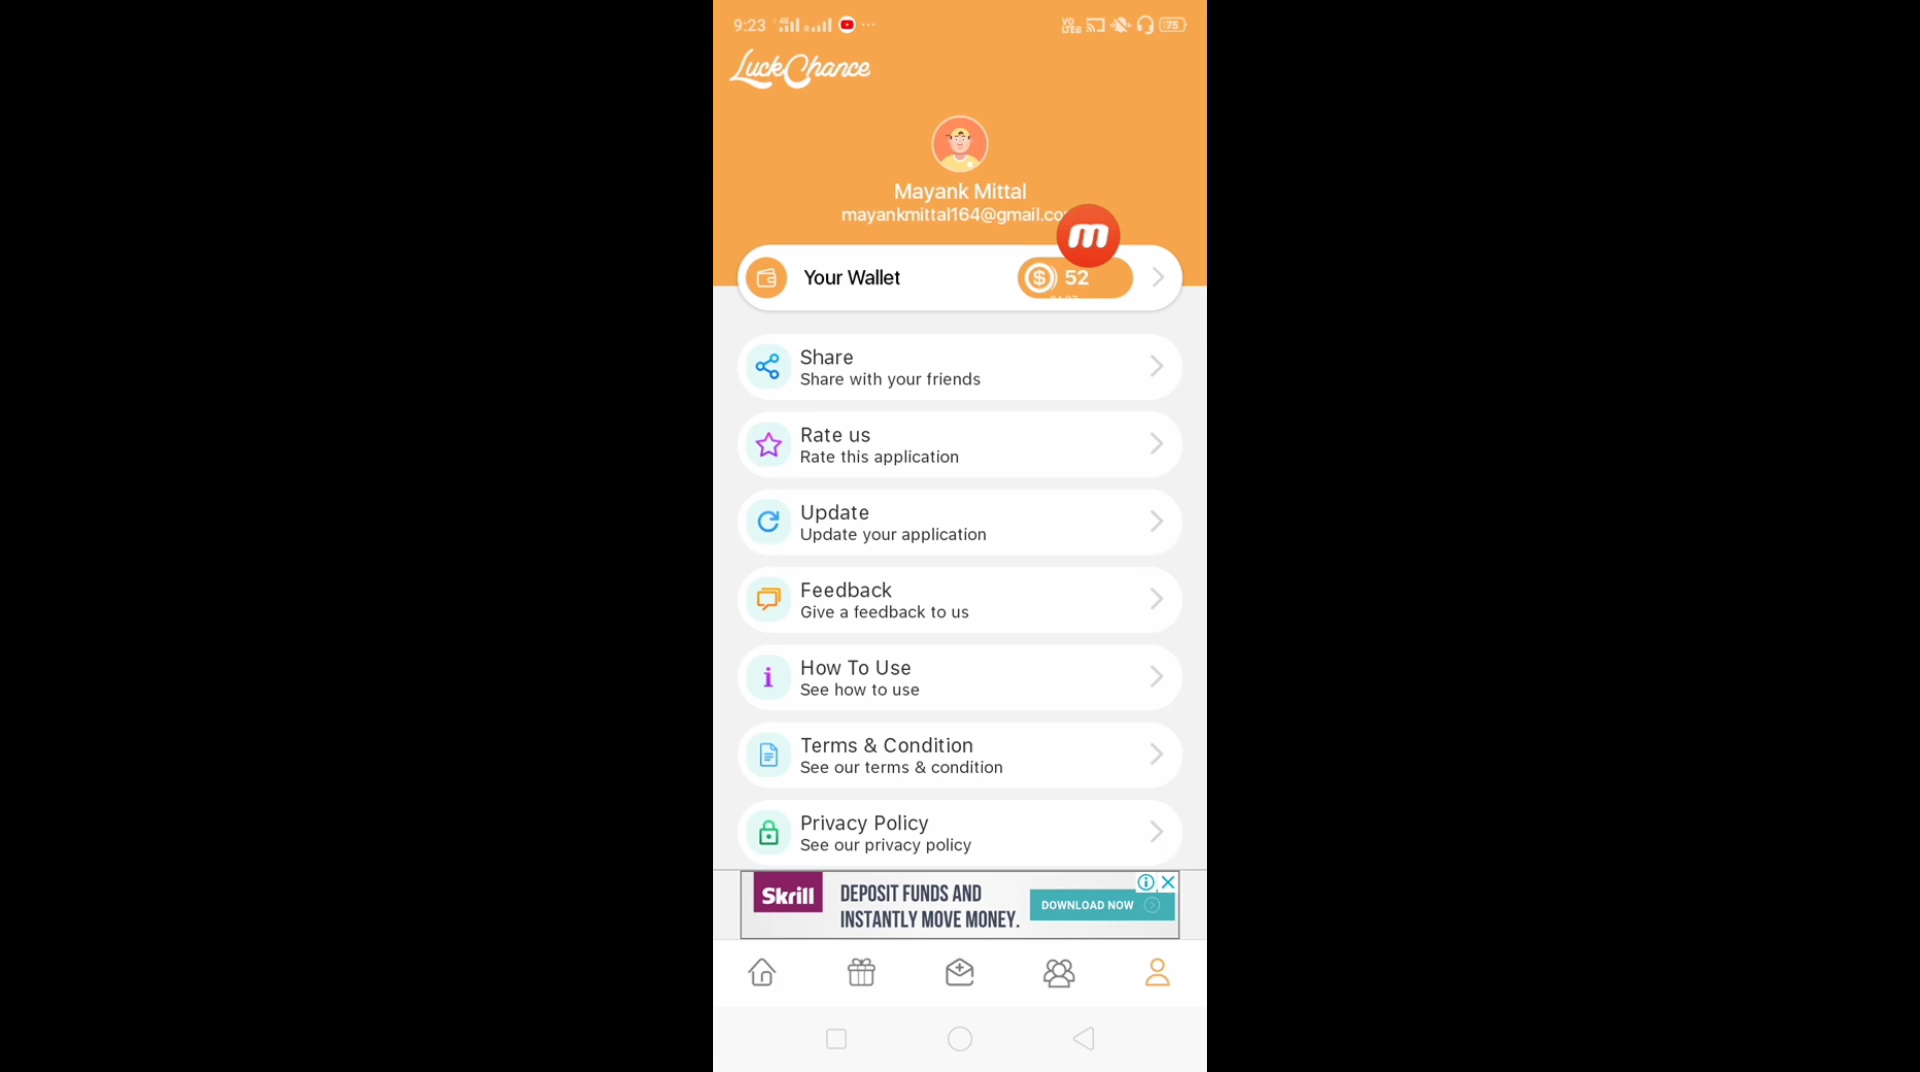 9:23
LuckChance
Mayank Mittal
mayankmittal164@gmail.co
m
Your Wallet
52
Share
Share with your friends
Rate us
Rate this application
Update
Update your application
Feedback
Give a feedback to us
How To Use
See how to use
Terms & Condition
See our terms & condition
Privacy Policy
See our privacy policy
Skrill
DEPOSIT FUNDS AND
INSTANTLY MOVE MONEY.
DOWNLOAD NOW